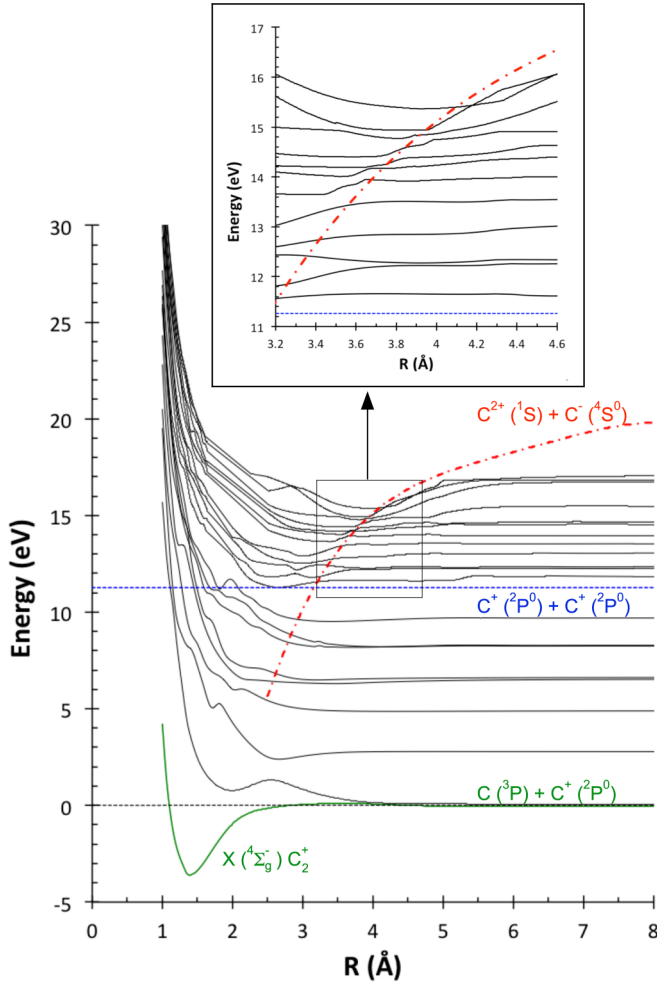 17
16
15
14
13
12
11
Energy (eV)
3.2 3.4 3.6 3.8 4 4.2 4.4 4.6
R (Å)
30
25
20
15
10
5
0
-5
Energy (eV)
C²⁺ (¹S) + C⁻ (⁴S⁰)
C⁺ (²P⁰) + C⁺ (²P⁰)
C (³P) + C⁺ (²P⁰)
X (⁴Σg⁻) C₂⁺
0 1 2 3 4 5 6 7 8
R (Å)